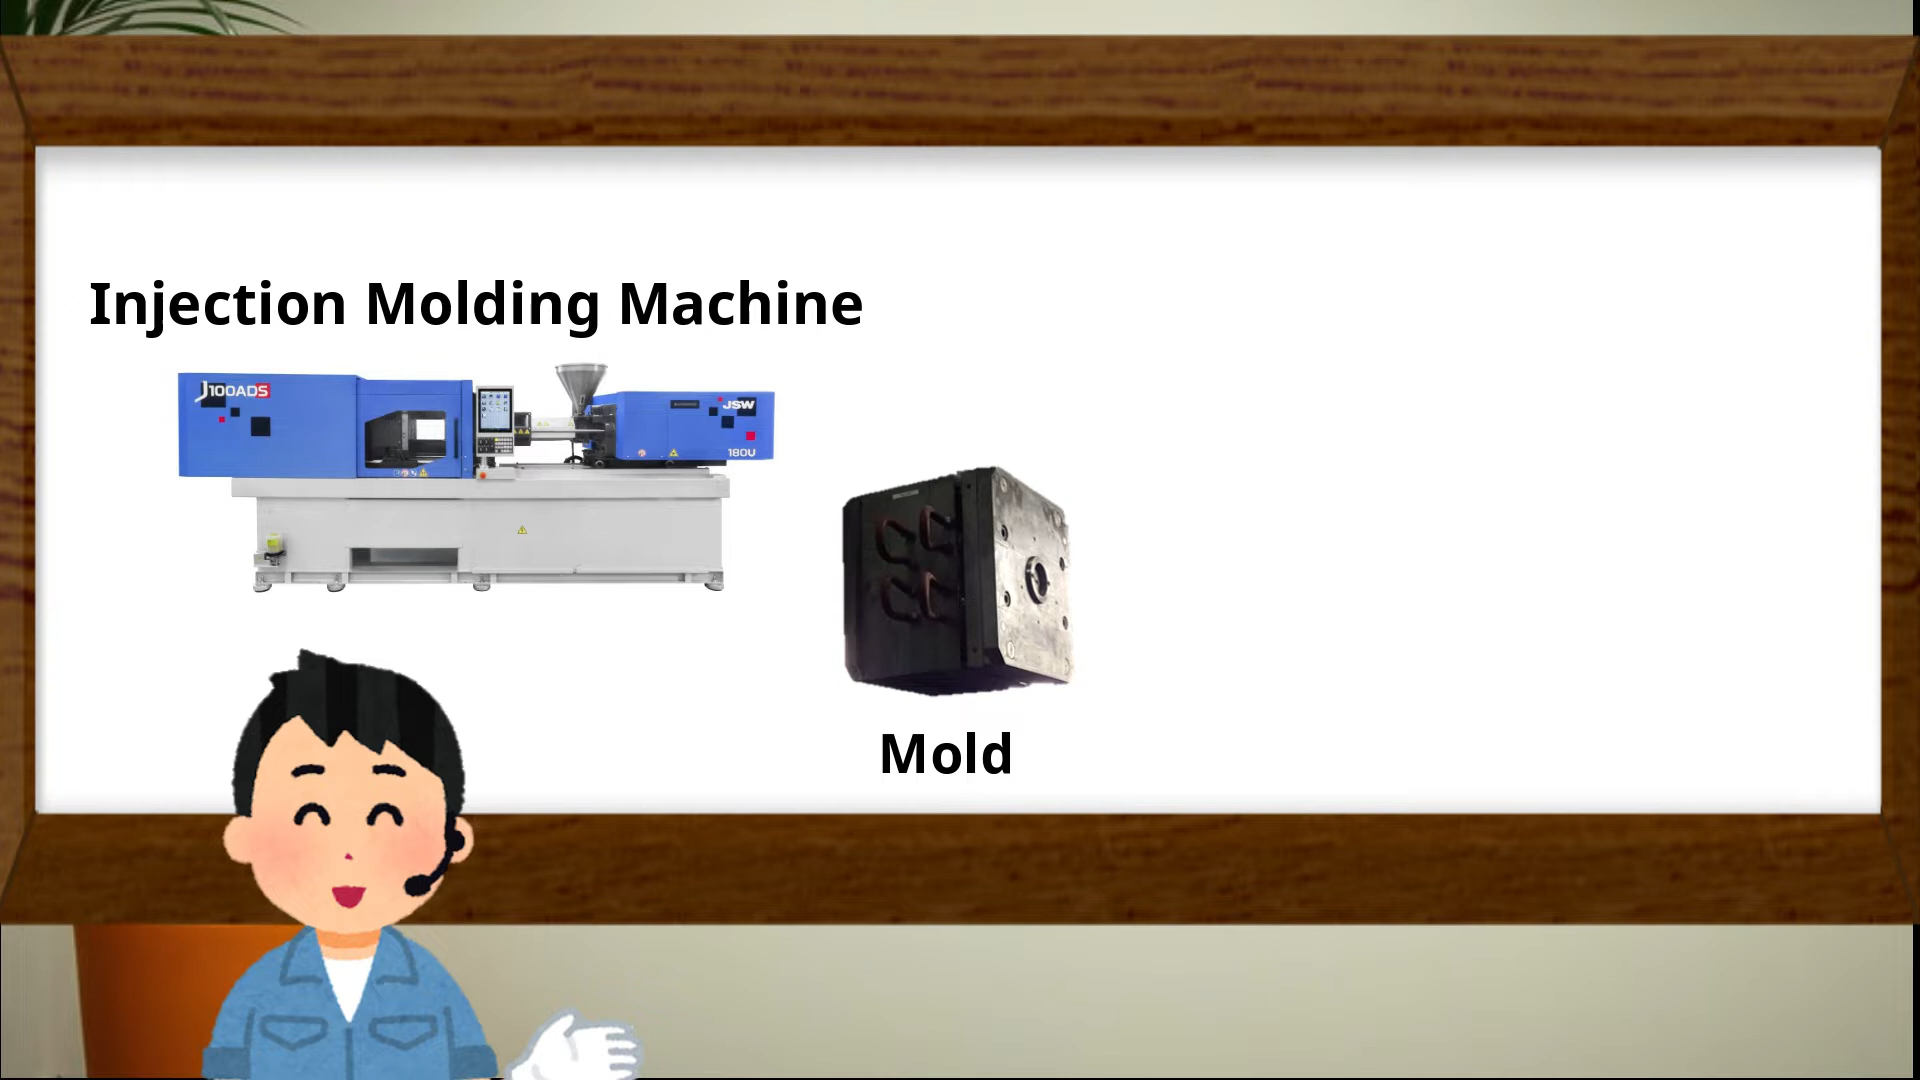 Injection Molding Machine
J100ADS
JSW
180U
Mold